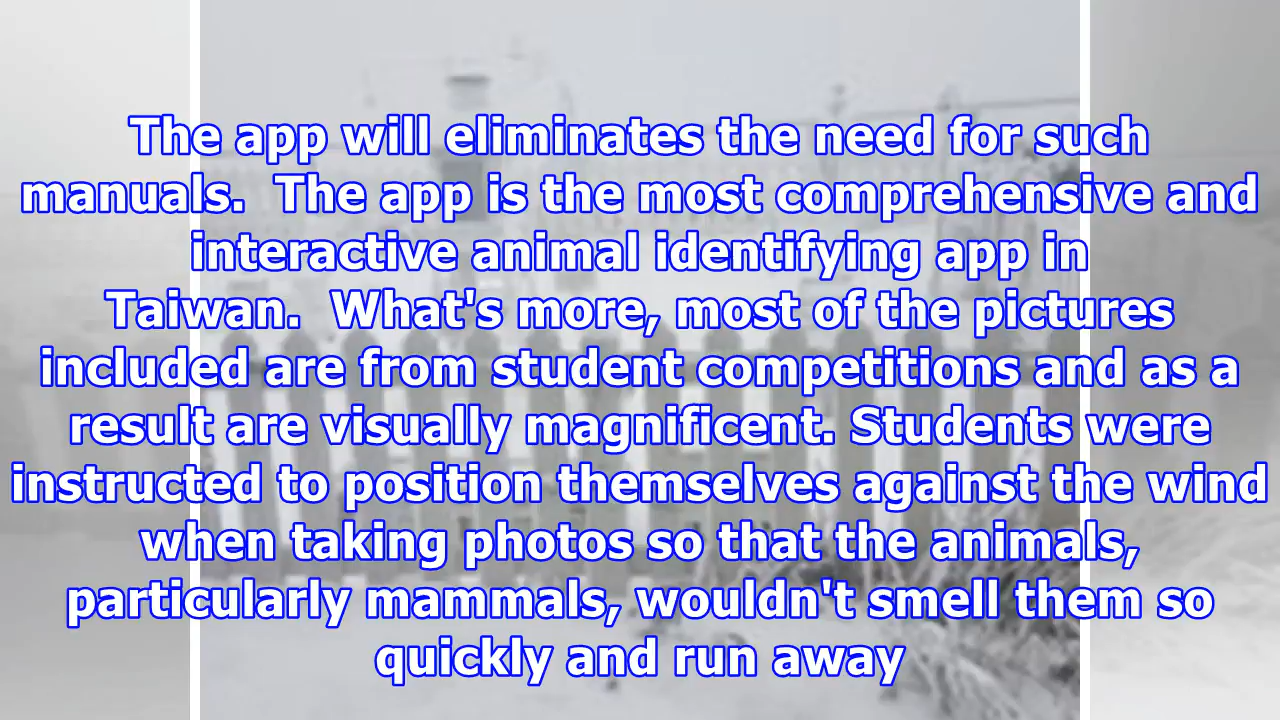 The app will eliminates the need for such
manuals.  The app is the most comprehensive and
interactive animal identifying app in
Taiwan.  What's more, most of the pictures
included are from student competitions and as a
result are visually magnificent. Students were
instructed to position themselves against the wind
when taking photos so that the animals,
particularly mammals, wouldn't smell them so
quickly and run away